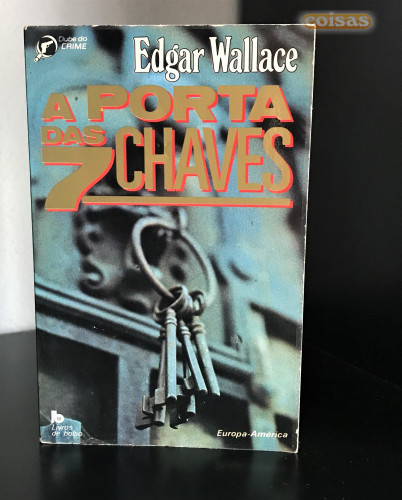 coisas
Clube do
CRIME
Edgar Wallace
A PORTA
DAS
7 CHAVES
Livros
de bolso
Europa-América